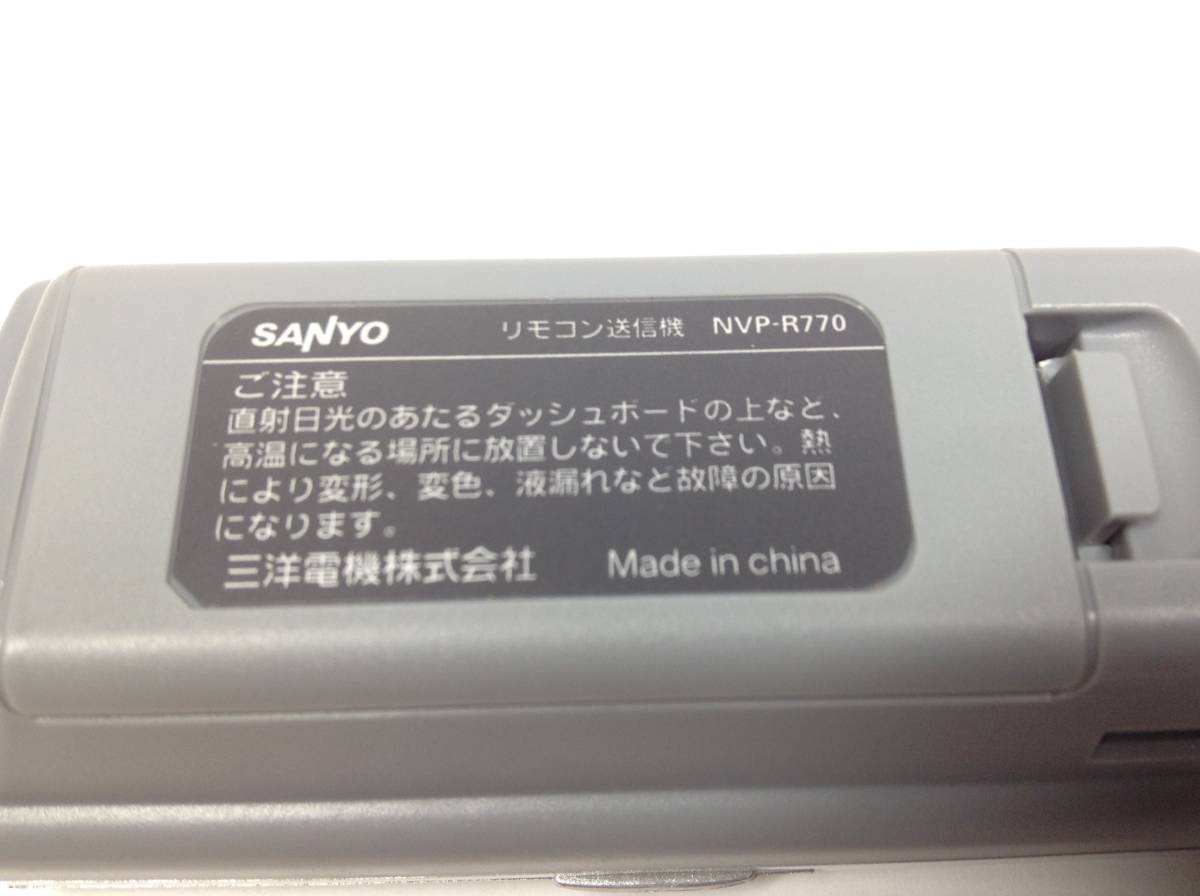 SANYO リモコン送信機 NVP-R770
ご注意
直射日光のあたるダッシュボードの上など、
高温になる場所に放置しないて下さい。熱
により変形、変色、液漏れなど故障の原因
になります。
三洋電機株式会社 Made in china